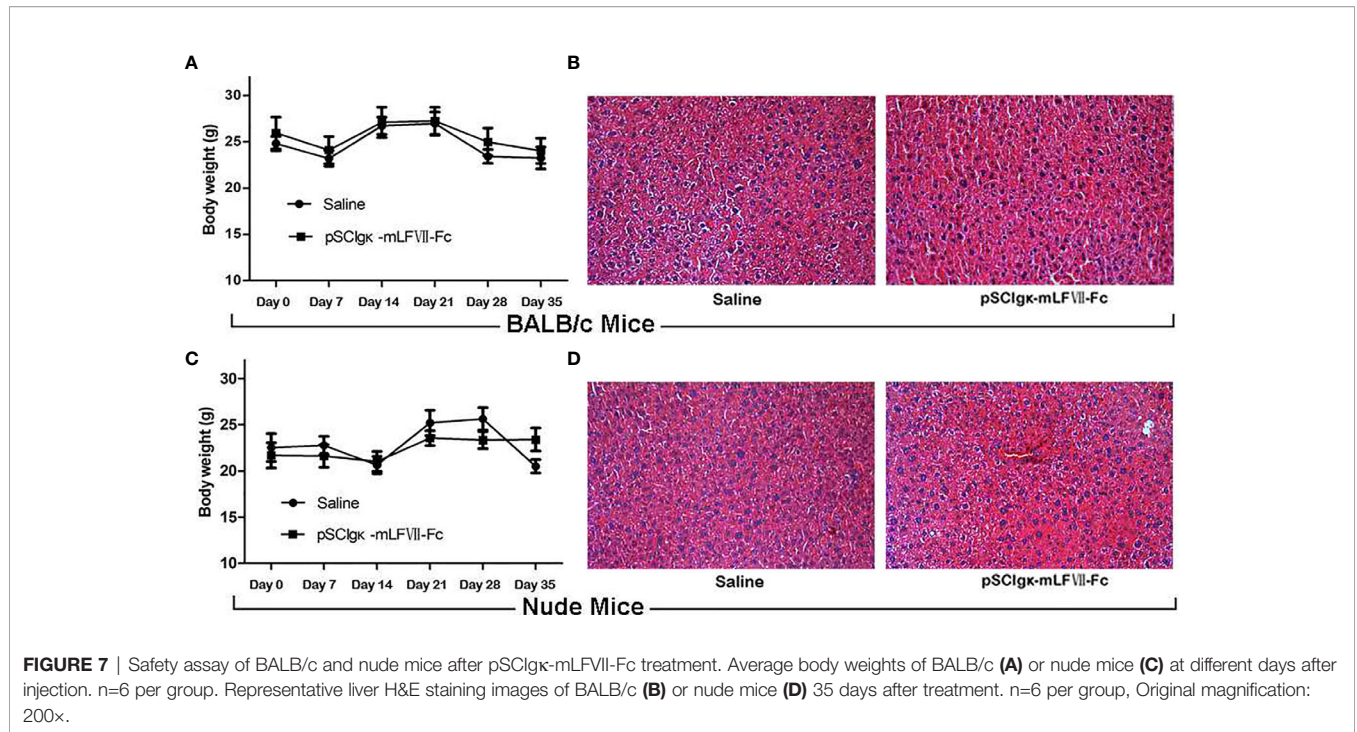 A
B
Body weight (g)
30
25
20
15
10
Saline
pSCIgκ -mLFⅦ-Fc
Day 0 Day 7 Day 14 Day 21 Day 28 Day 35
Saline
pSCIgκ-mLFⅦ-Fc
BALB/c Mice
C
D
Body weight (g)
30
25
20
15
10
Saline
pSCIgκ -mLFⅦ-Fc
Day 0 Day 7 Day 14 Day 21 Day 28 Day 35
Saline
pSCIgκ-mLFⅦ-Fc
Nude Mice
FIGURE 7 | Safety assay of BALB/c and nude mice after pSCIgκ-mLFVII-Fc treatment. Average body weights of BALB/c (A) or nude mice (C) at different days after
injection. n=6 per group. Representative liver H&E staining images of BALB/c (B) or nude mice (D) 35 days after treatment. n=6 per group, Original magnification:
200×.